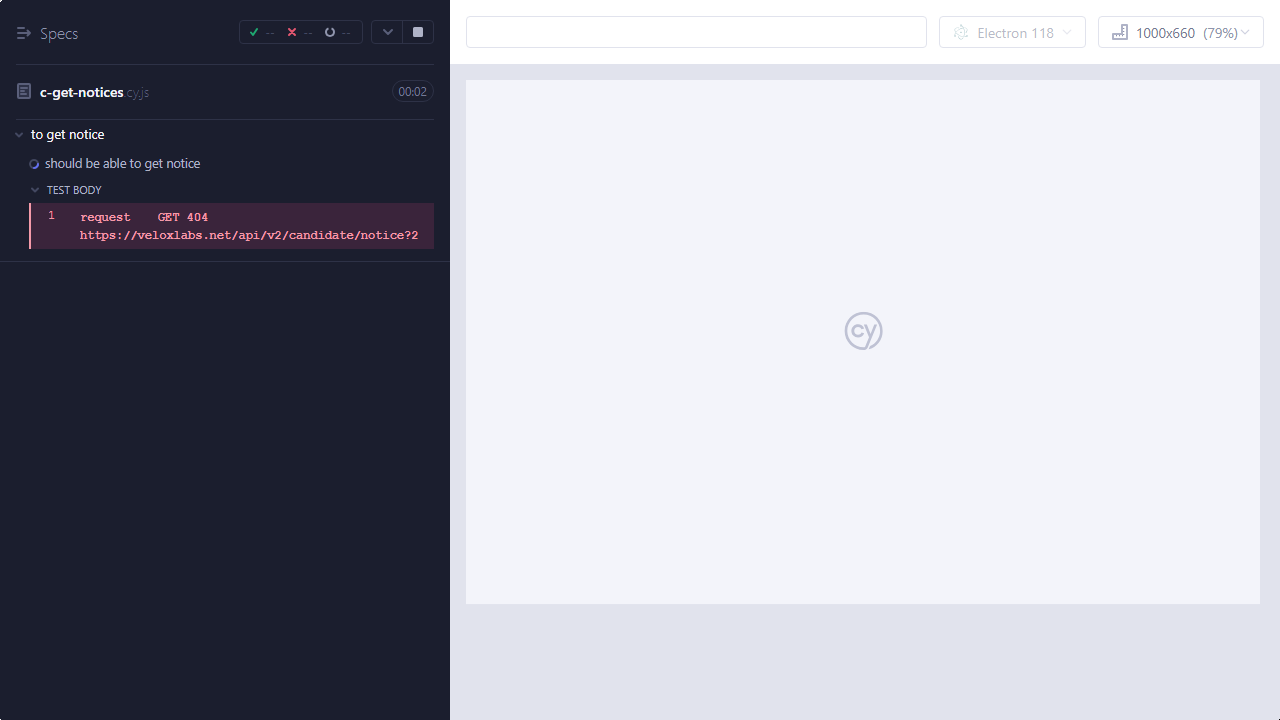 Specs
-- -- --
Electron 118
1000x660 (79%)
c-get-notices cy.js
00:02
to get notice
should be able to get notice
TEST BODY
1 request GET 404
https://veloxlabs.net/api/v2/candidate/notice?2
cy